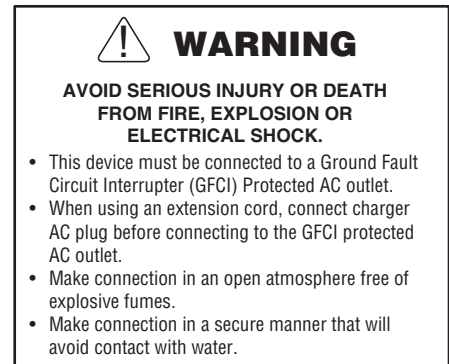 WARNING
AVOID SERIOUS INJURY OR DEATH
FROM FIRE, EXPLOSION OR
ELECTRICAL SHOCK.
• This device must be connected to a Ground Fault
Circuit Interrupter (GFCI) Protected AC outlet.
• When using an extension cord, connect charger
AC plug before connecting to the GFCI protected
AC outlet.
• Make connection in an open atmosphere free of
explosive fumes.
• Make connection in a secure manner that will
avoid contact with water.